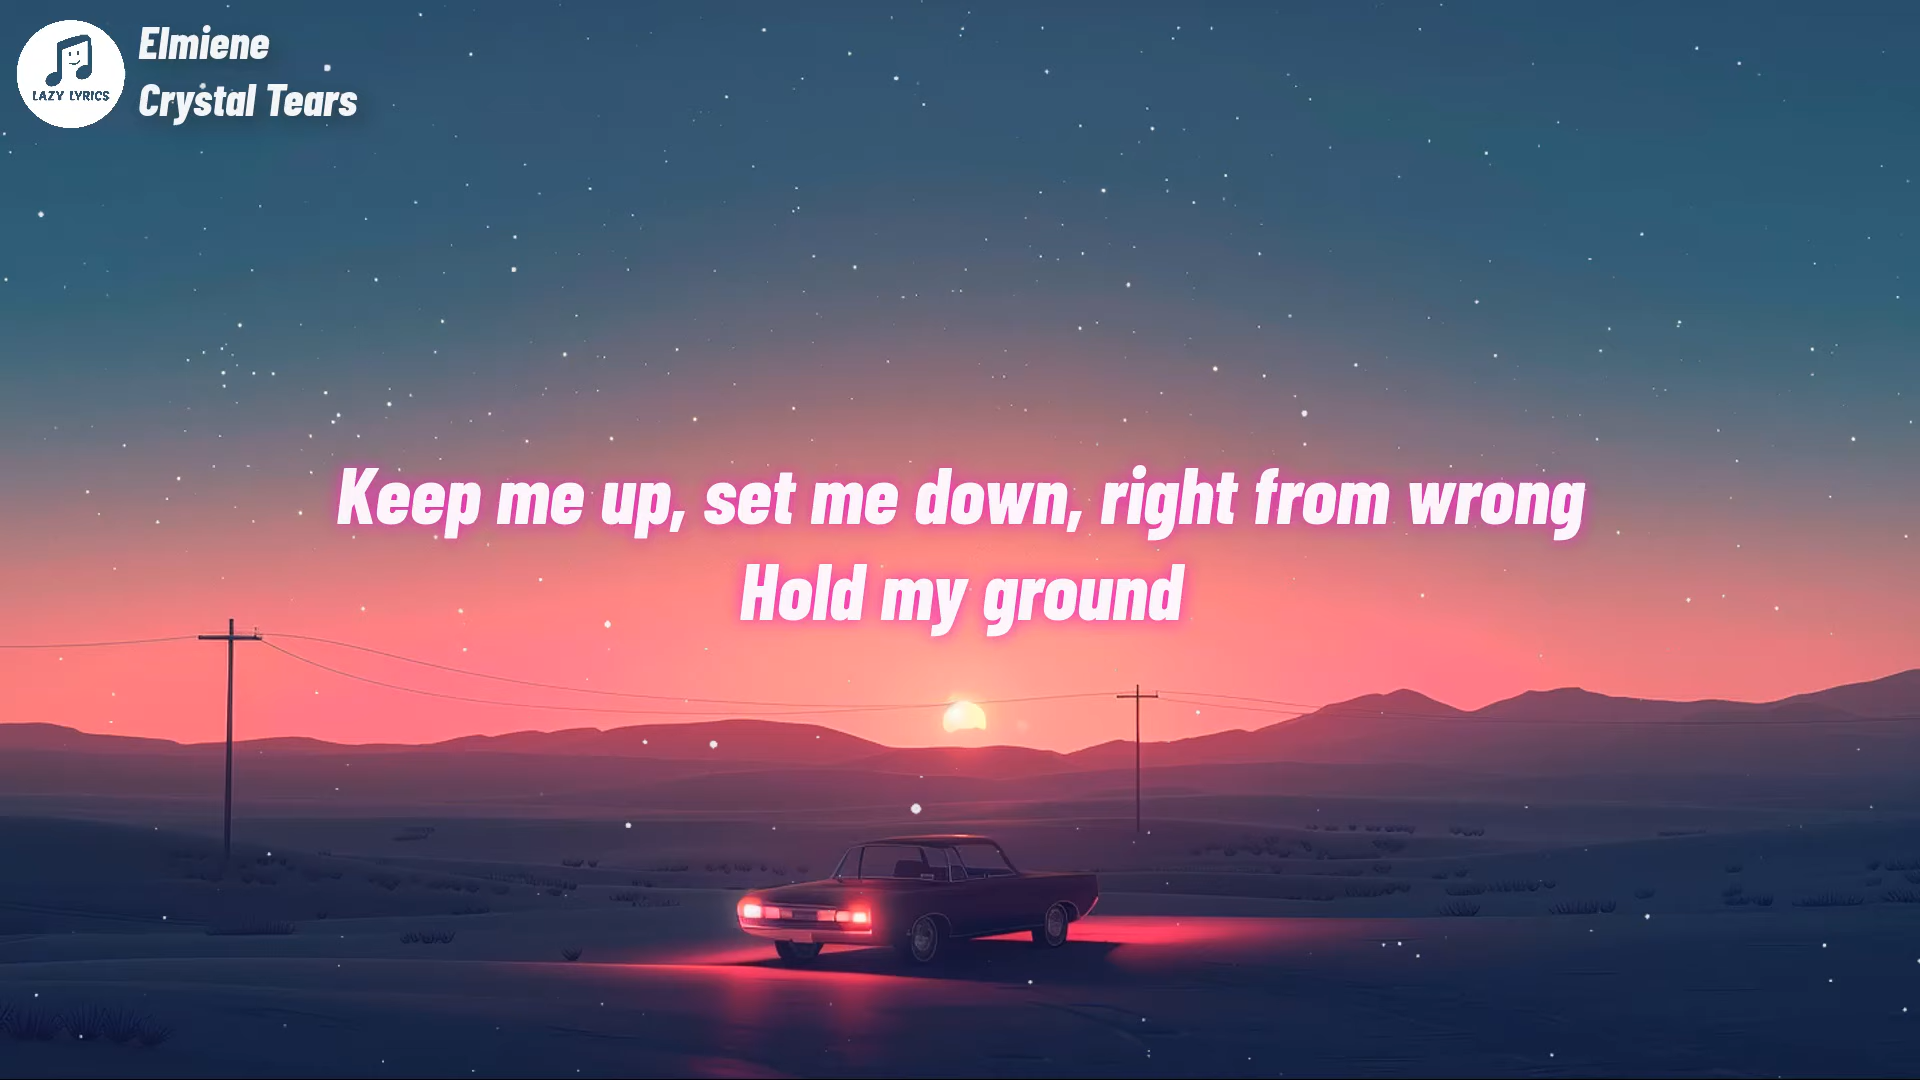 LAZY LYRICS
Elmiene
Crystal Tears
Keep me up, set me down, right from wrong
Hold my ground